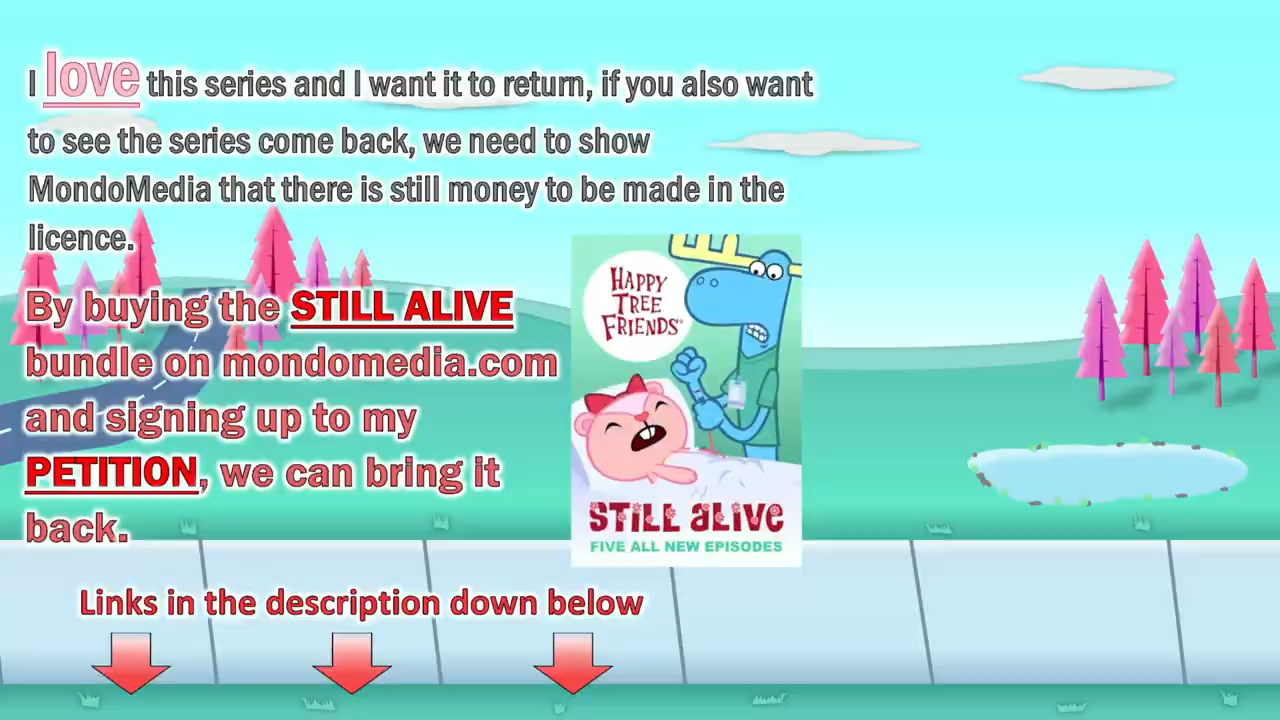 I love this series and I want it to return, if you also want
to see the series come back, we need to show
MondoMedia that there is still money to be made in the
licence.
By buying the STILL ALIVE
bundle on mondomedia.com
and signing up to my
PETITION, we can bring it
back.
HAPPY
TREE
FRIENDS®
STILL ALIVE
FIVE ALL NEW EPISODES
Links in the description down below